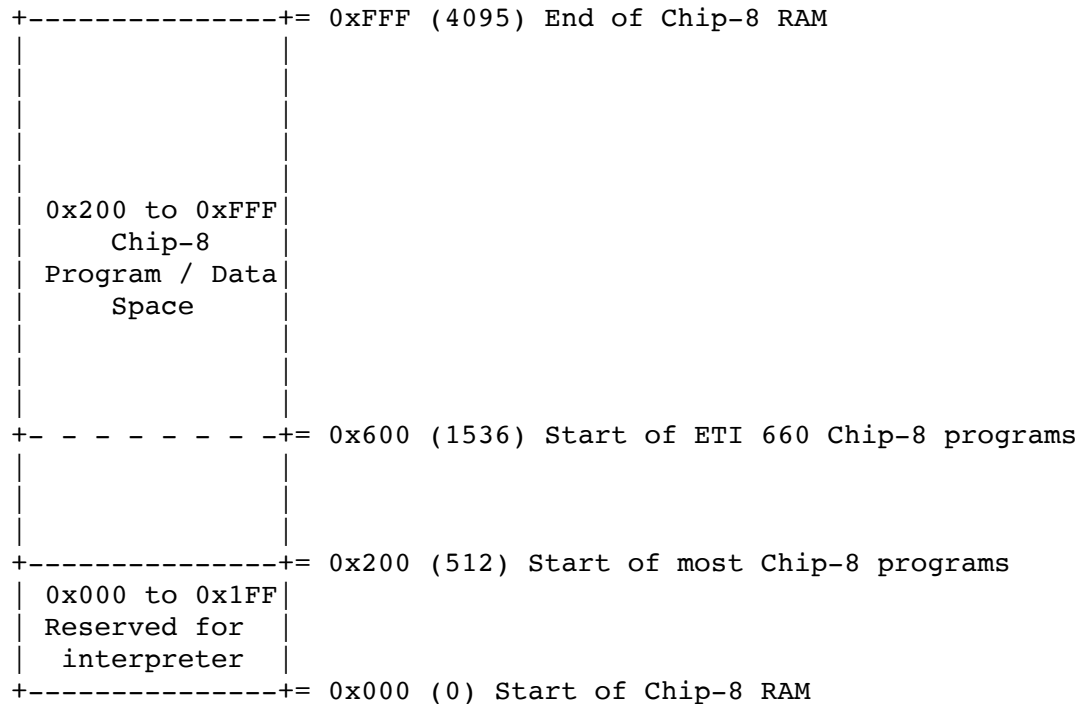 0xFFF (4095) End of Chip-8 RAM
0x200 to 0xFFF
Chip-8
Program / Data
Space
0x600 (1536) Start of ETI 660 Chip-8 programs
0x200 (512) Start of most Chip-8 programs
0x000 to 0x1FF
Reserved for
interpreter
0x000 (0) Start of Chip-8 RAM